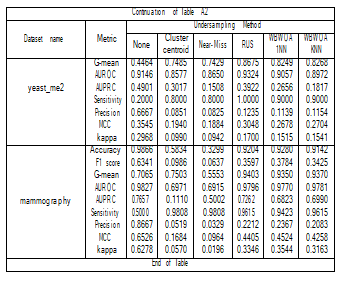 Continuation of Table A2
Undersampling Method
Dataset name Metric None Cluster centroid Near-Miss RUS WBWOA 1NN WBWOA KNN
yeast_me2
G-mean 0.4464 0.7485 0.7429 0.8675 0.8249 0.8268
AUROC 0.9146 0.8577 0.8650 0.9324 0.9057 0.8972
AUPRC 0.4901 0.3017 0.1508 0.3922 0.2656 0.1817
Sensitivity 0.2000 0.8000 0.8000 1.0000 0.9000 0.9000
Precision 0.6667 0.0851 0.0825 0.1235 0.1139 0.1154
MCC 0.3545 0.1940 0.1884 0.3048 0.2678 0.2704
kappa 0.2968 0.0990 0.0942 0.1700 0.1515 0.1541
mammography
Accuracy 0.9866 0.5834 0.3299 0.9204 0.9280 0.9142
F1 score 0.6341 0.0986 0.0637 0.3597 0.3784 0.3425
G-mean 0.7065 0.7503 0.5553 0.9403 0.9350 0.9370
AUROC 0.9827 0.6971 0.6915 0.9796 0.9770 0.9781
AUPRC 0.7657 0.1110 0.5002 0.7262 0.6823 0.6990
Sensitivity 0.5000 0.9808 0.9808 0.9615 0.9423 0.9615
Precision 0.8667 0.0519 0.0329 0.2212 0.2367 0.2083
MCC 0.6526 0.1684 0.0964 0.4405 0.4524 0.4258
kappa 0.6278 0.0570 0.0196 0.3346 0.3544 0.3163
End of Table